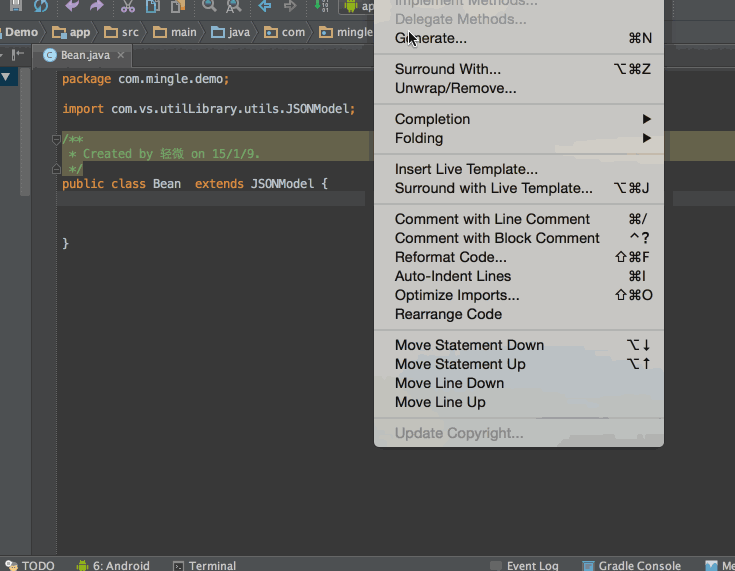 Implement Methods...
Delegate Methods...
Generate... ⌘N
Surround With... ⌥⌘Z
Unwrap/Remove...
Completion ▶
Folding ▶
Insert Live Template...
Surround with Live Template... ⌥⌘J
Comment with Line Comment ⌘/
Comment with Block Comment ^?
Reformat Code... ⇧⌘F
Auto-Indent Lines ⌘I
Optimize Imports... ⇧⌘O
Rearrange Code
Move Statement Down ⌥↓
Move Statement Up ⌥↑
Move Line Down
Move Line Up
Update Copyright...
ap
Demo app src main java com mingle
Bean.java
package com.mingle.demo;
import com.vs.utilLibrary.utils.JSONModel;
/**
* Created by 轻微 on 15/1/9.
*/
public class Bean  extends JSONModel {
}
TODO 6: Android Terminal Event Log Gradle Console Me